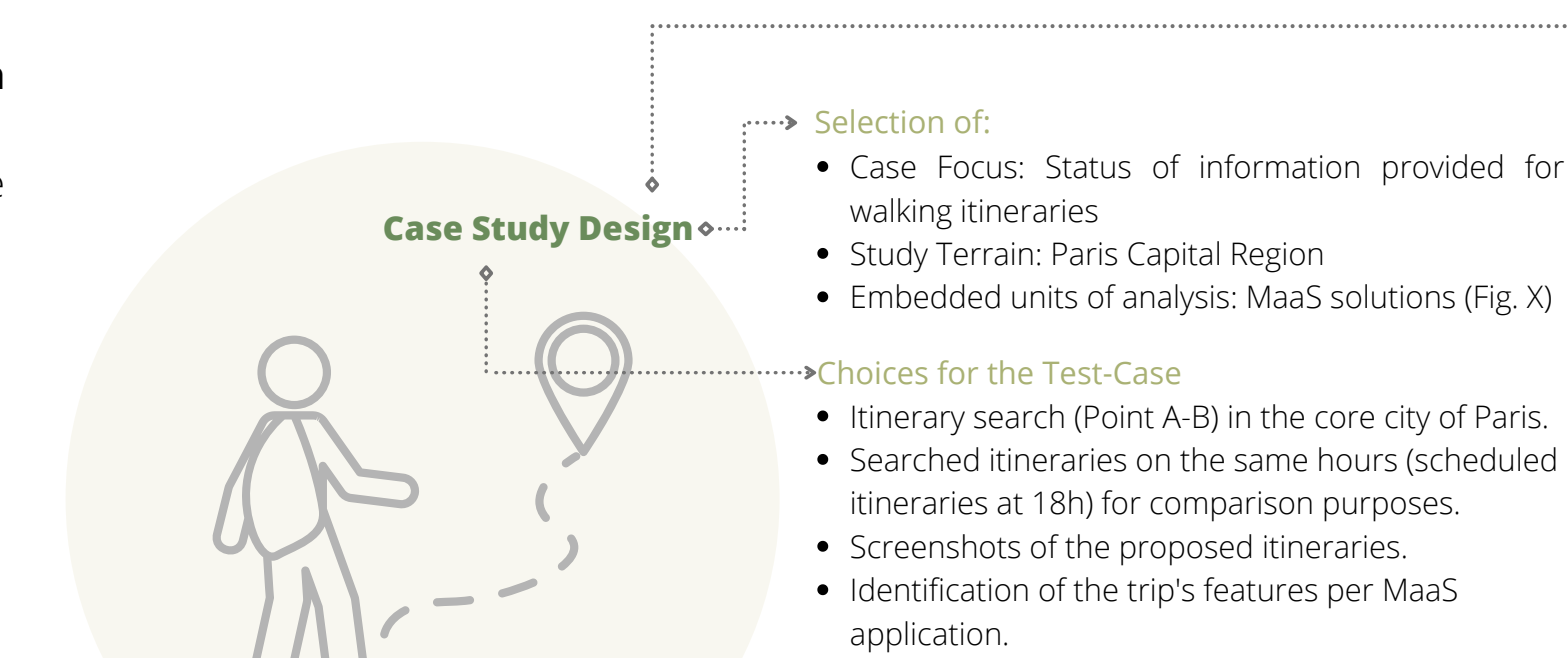 Case Study Design
Selection of:
• Case Focus: Status of information provided for
walking itineraries
• Study Terrain: Paris Capital Region
• Embedded units of analysis: MaaS solutions (Fig. X)
Choices for the Test-Case
• Itinerary search (Point A-B) in the core city of Paris.
• Searched itineraries on the same hours (scheduled
itineraries at 18h) for comparison purposes.
• Screenshots of the proposed itineraries.
• Identification of the trip's features per MaaS
application.